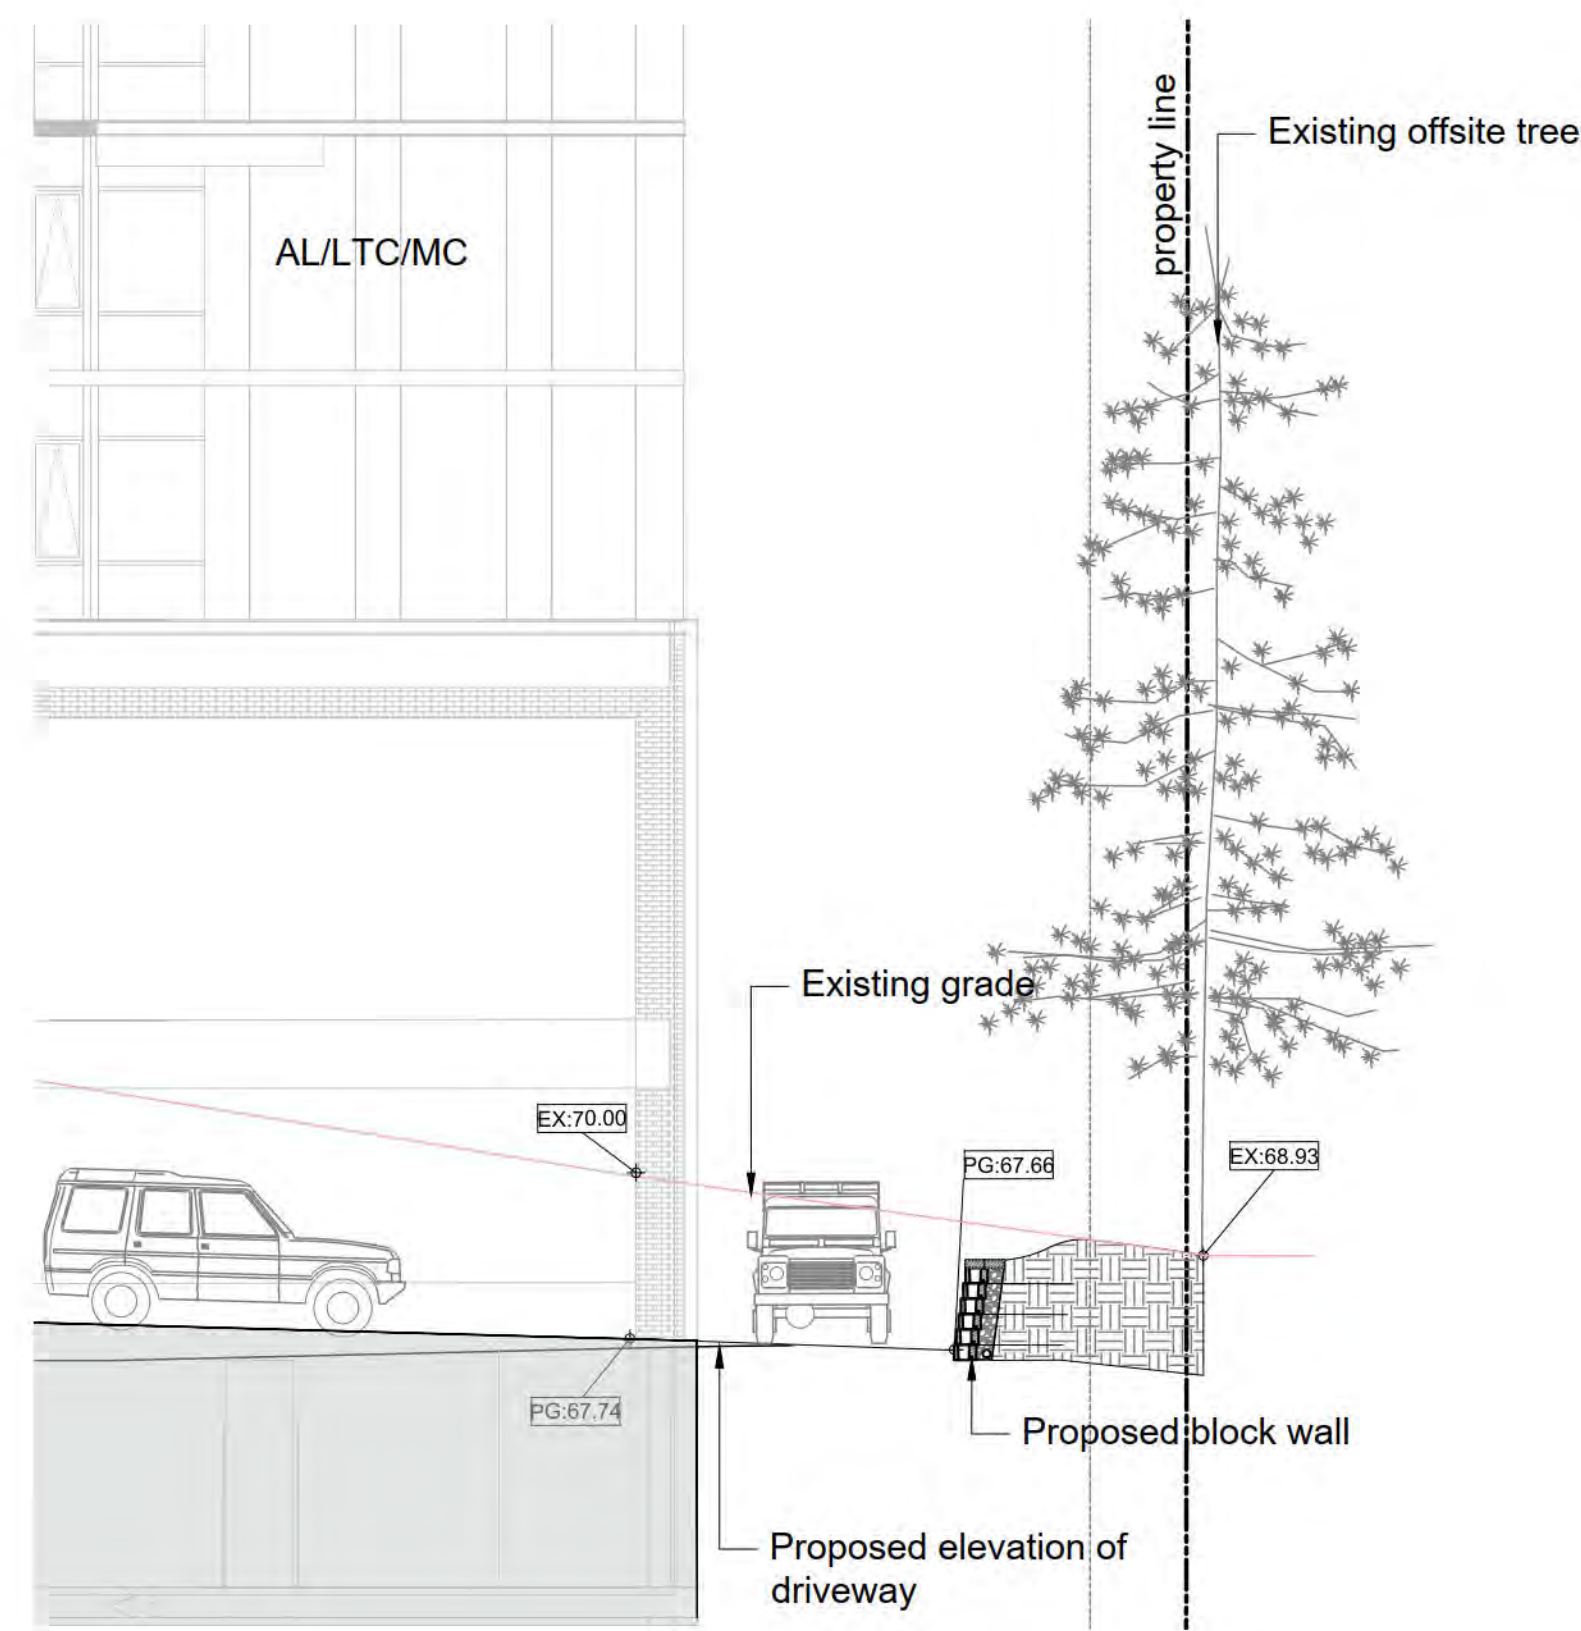 property line
Existing offsite tree
AL/LTC/MC
Existing grade
EX:70.00
PG:67.66
EX:68.93
PG:67.74
Proposed block wall
Proposed elevation of
driveway